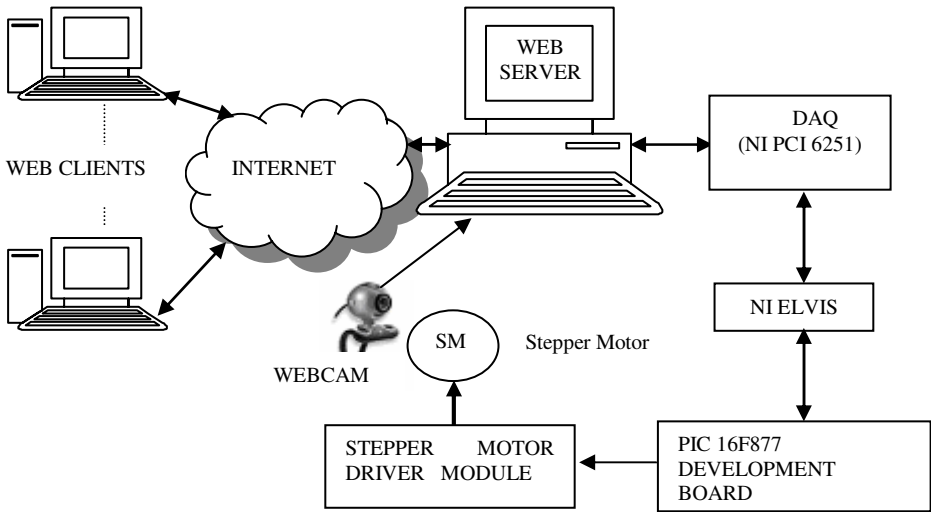 WEB
SERVER
DAQ
(NI PCI 6251)
WEB CLIENTS
INTERNET
NI ELVIS
SM
Stepper Motor
WEBCAM
STEPPER MOTOR
DRIVER MODULE
PIC 16F877
DEVELOPMENT
BOARD